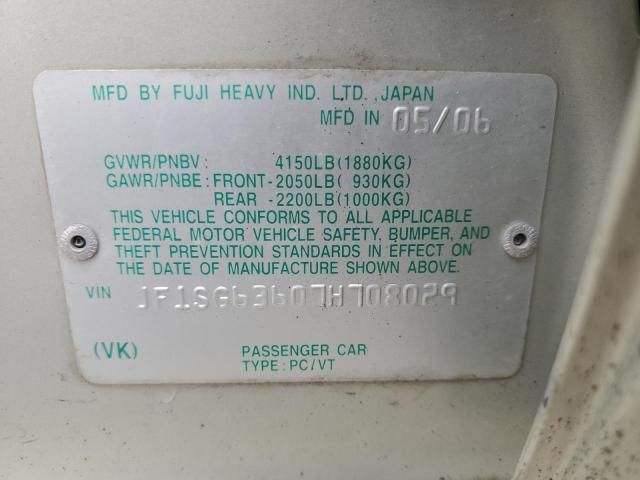 MFD BY FUJI HEAVY IND. LTD. JAPAN
MFD IN 05/06
GVWR/PNBV: 4150LB(1880KG)
GAWR/PNBE: FRONT-2050LB( 930KG)
REAR -2200LB(1000KG)
THIS VEHICLE CONFORMS TO ALL APPLICABLE
FEDERAL MOTOR VEHICLE SAFETY, BUMPER, AND
THEFT PREVENTION STANDARDS IN EFFECT ON
THE DATE OF MANUFACTURE SHOWN ABOVE.
VIN JF1SG63607H708029
(VK) PASSENGER CAR
TYPE: PC/VT